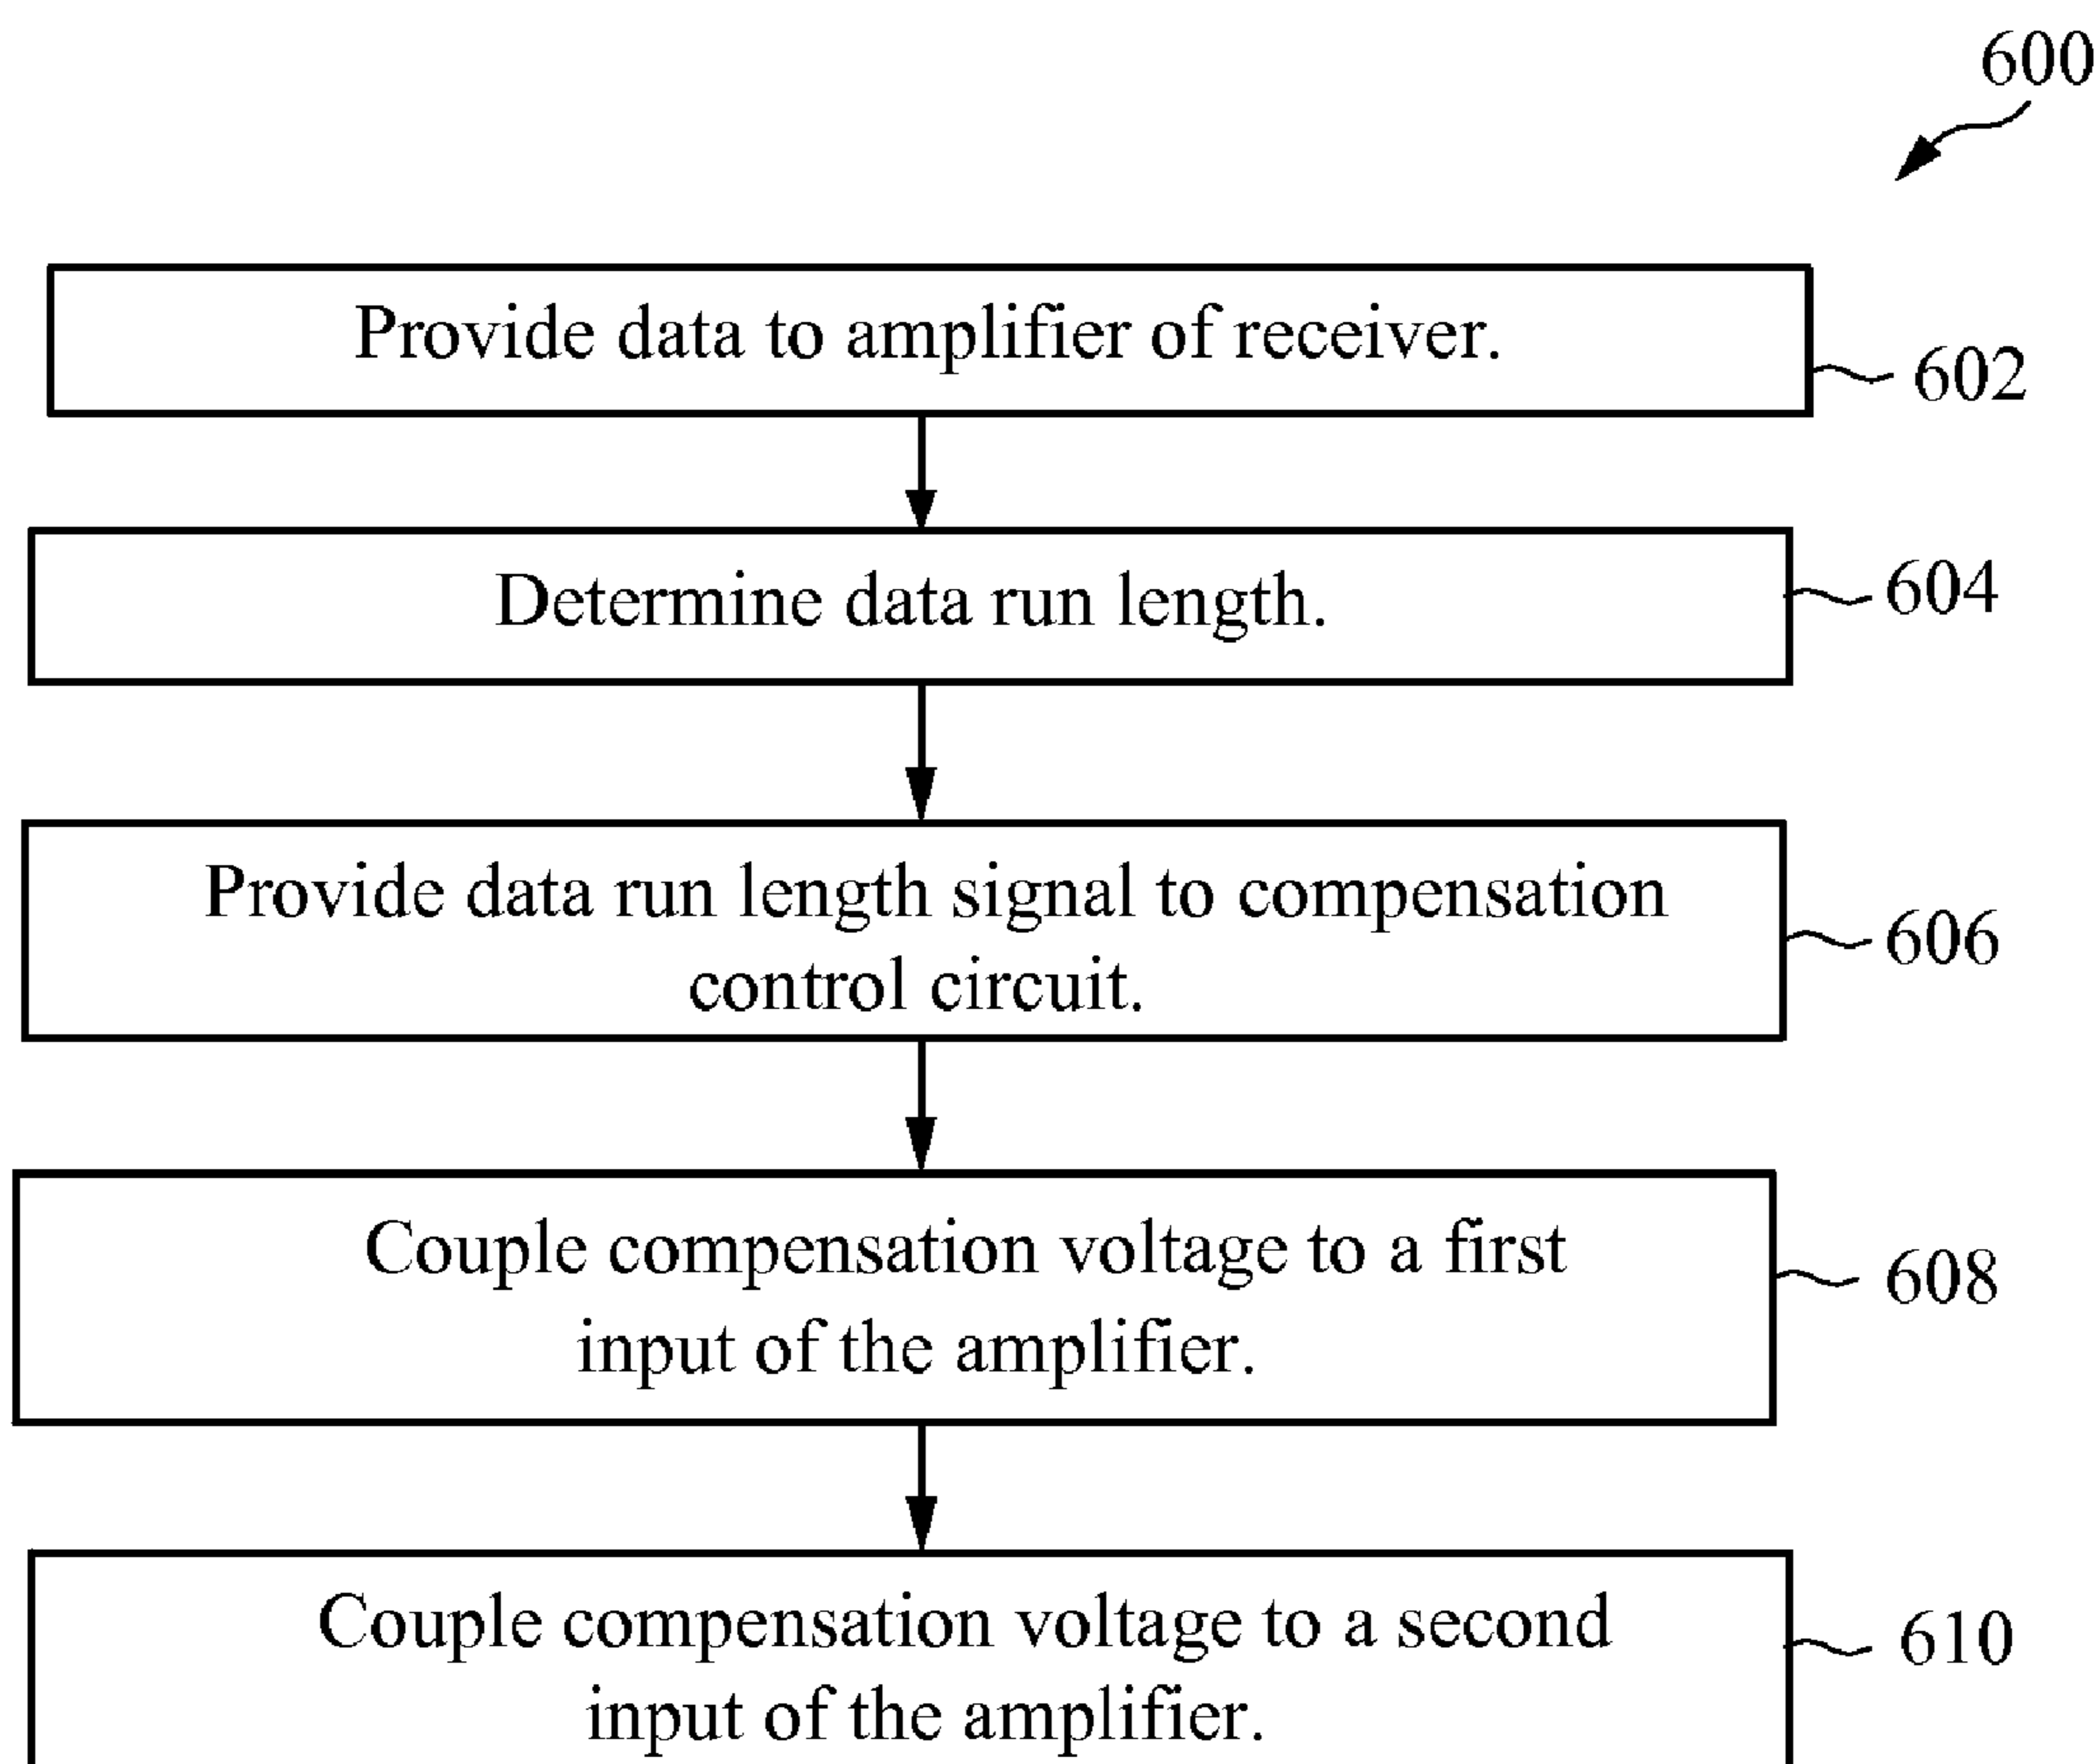 600
Provide data to amplifier of receiver.
602
Determine data run length.
604
Provide data run length signal to compensation
control circuit.
606
Couple compensation voltage to a first
input of the amplifier.
608
Couple compensation voltage to a second
input of the amplifier.
610